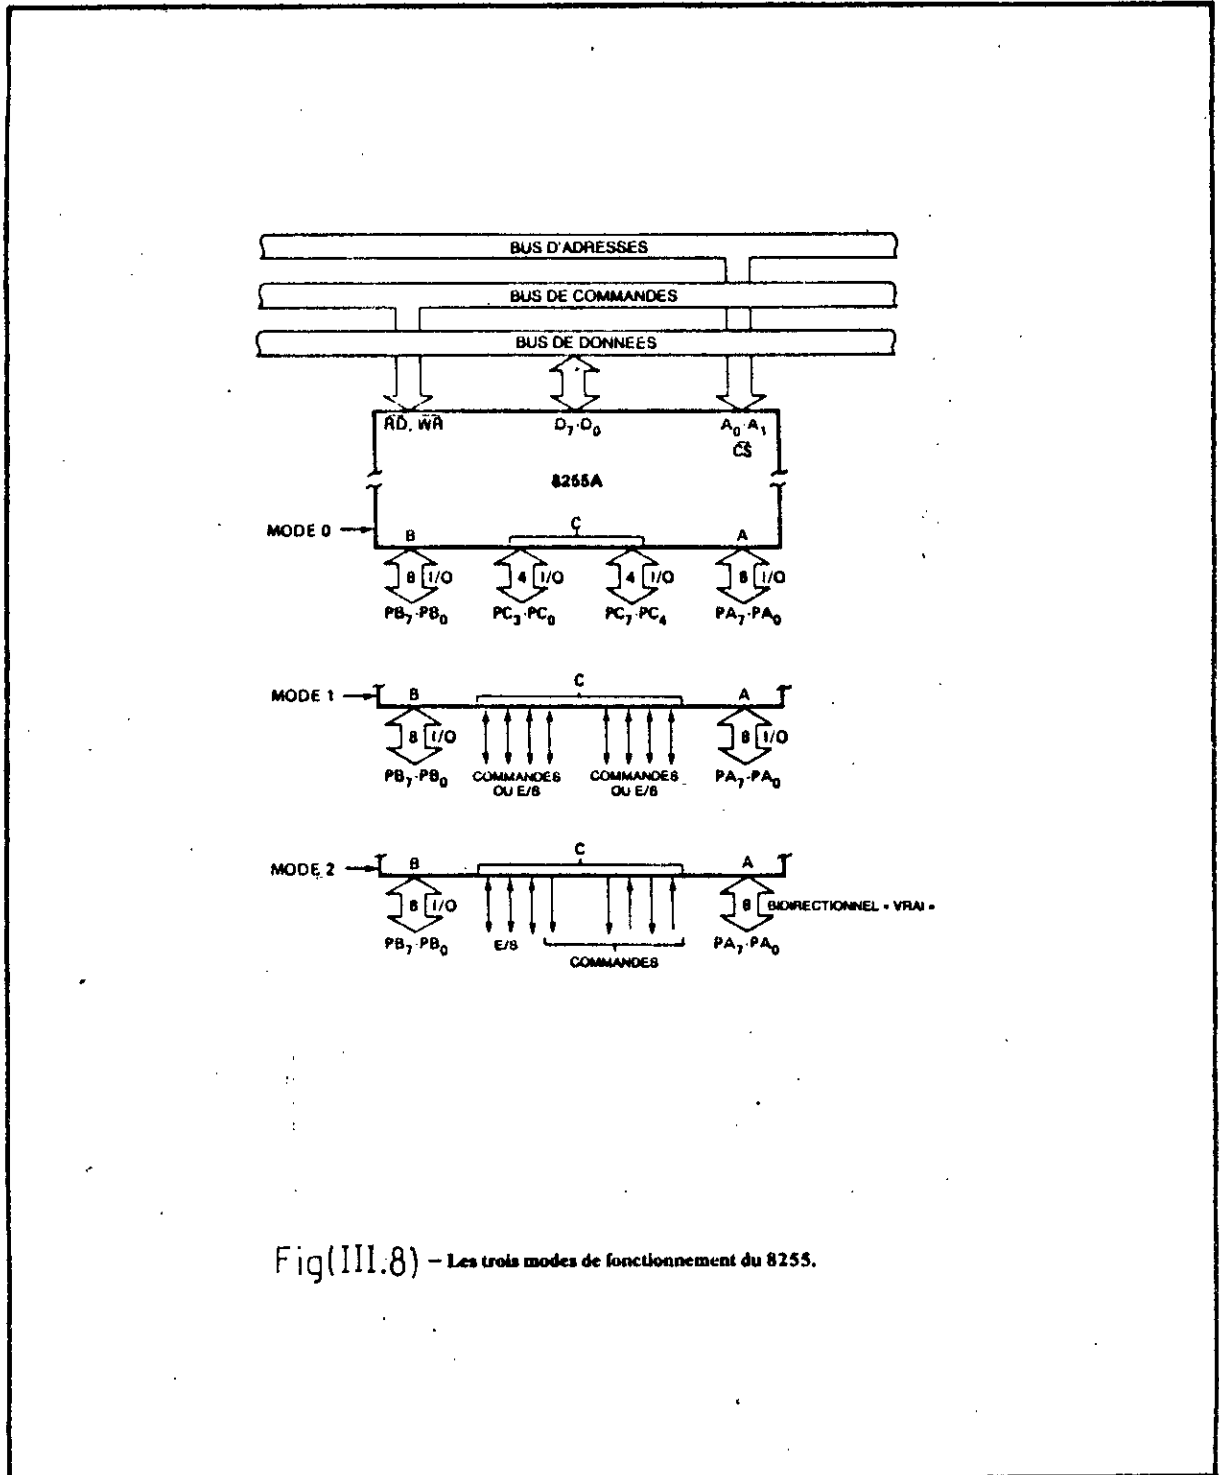 BUS D'ADRESSES
BUS DE COMMANDES
BUS DE DONNEES
R̅D̅, W̅R̅ D₇-D₀ A₀-A₁
C̅S̅
8255A
MODE 0 B C A
8 I/O 4 I/O 4 I/O 8 I/O
PB₇-PB₀ PC₃-PC₀ PC₇-PC₄ PA₇-PA₀
MODE 1 B C A
8 I/O 8 I/O
PB₇-PB₀ COMMANDES OU E/S COMMANDES OU E/S PA₇-PA₀
MODE 2 B C A
8 I/O 8 BIDIRECTIONNEL « VRAI »
PB₇-PB₀ E/S COMMANDES PA₇-PA₀
Fig(III.8) – Les trois modes de fonctionnement du 8255.